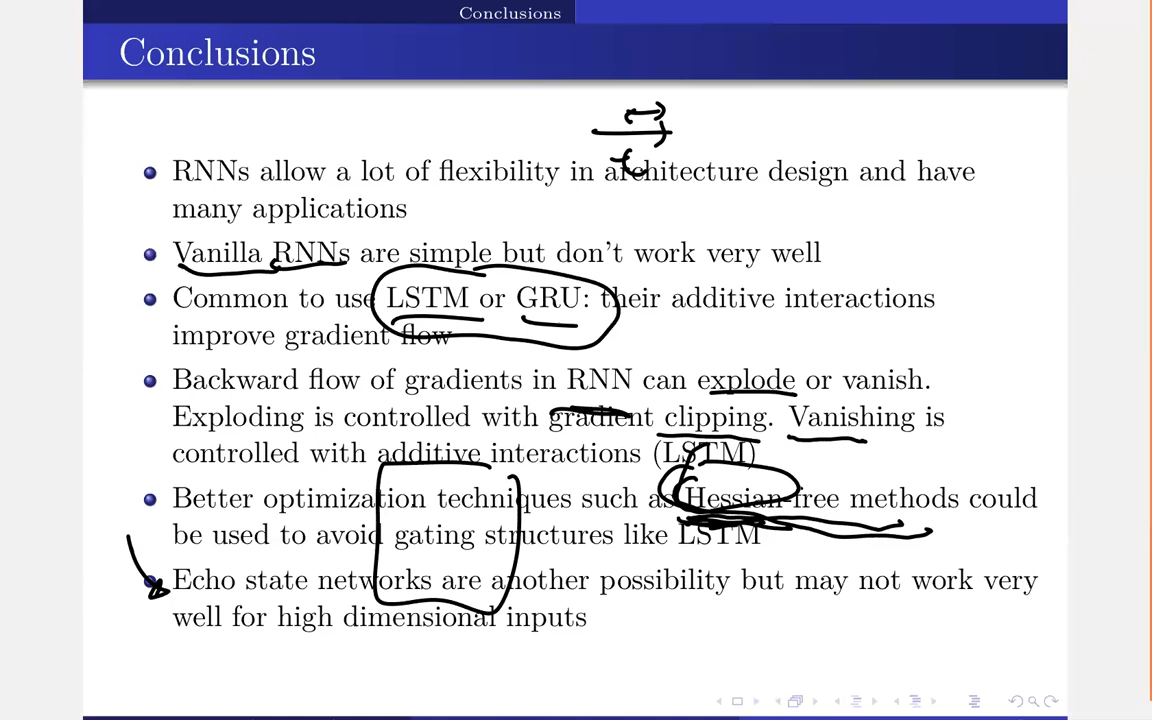 Conclusions
Conclusions
RNNs allow a lot of flexibility in architecture design and have
many applications
Vanilla RNNs are simple but don't work very well
Common to use LSTM or GRU: their additive interactions
improve gradient flow
Backward flow of gradients in RNN can explode or vanish.
Exploding is controlled with gradient clipping. Vanishing is
controlled with additive interactions (LSTM)
Better optimization techniques such as Hessian-free methods could
be used to avoid gating structures like LSTM
Echo state networks are another possibility but may not work very
well for high dimensional inputs